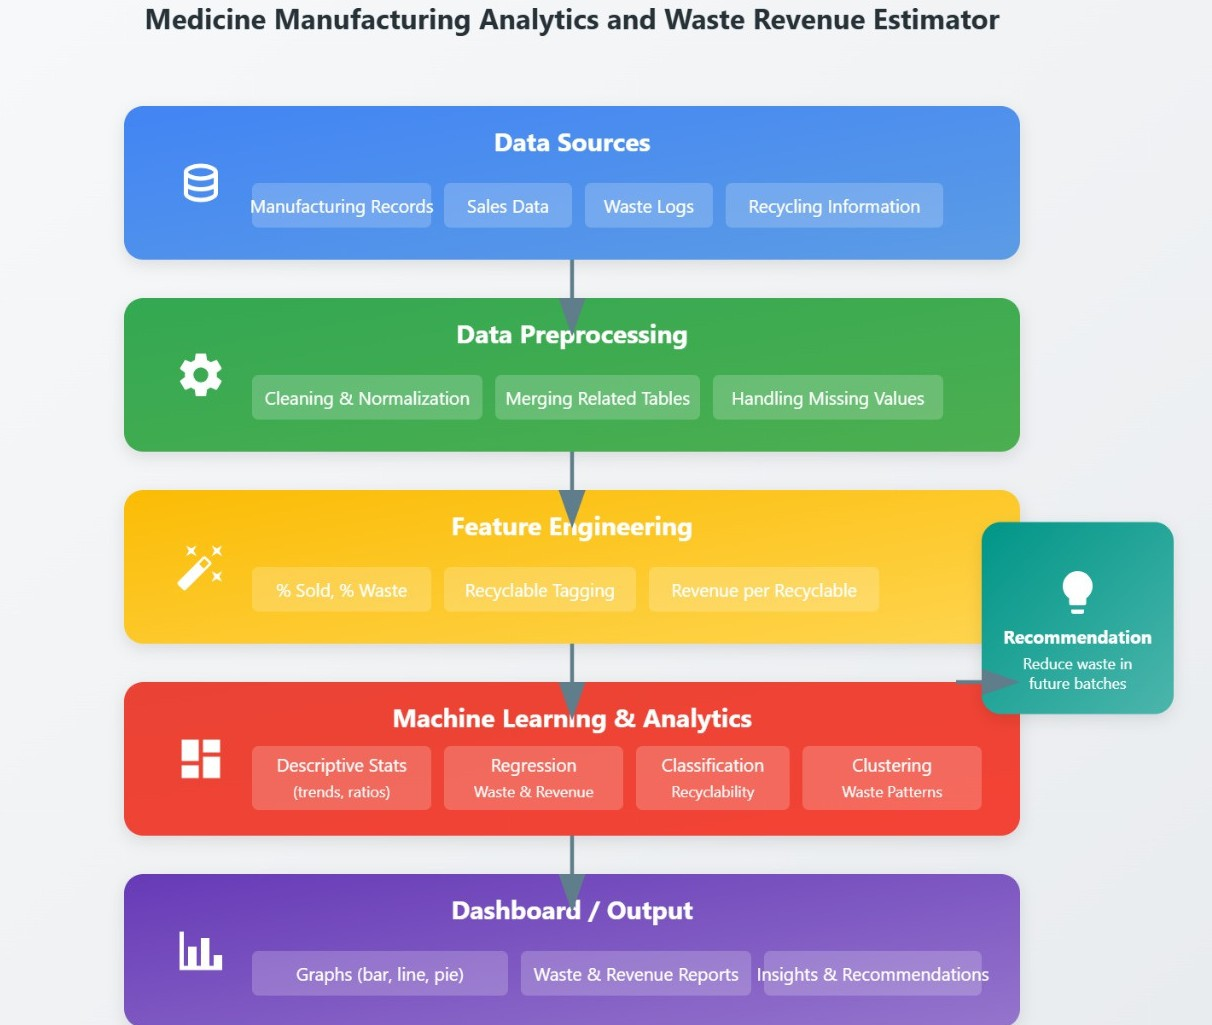 Medicine Manufacturing Analytics and Waste Revenue Estimator
Data Sources
Manufacturing Records
Sales Data
Waste Logs
Recycling Information
Data Preprocessing
Cleaning & Normalization
Merging Related Tables
Handling Missing Values
Feature Engineering
% Sold, % Waste
Recyclable Tagging
Revenue per Recyclable
Recommendation
Reduce waste in
future batches
Machine Learning & Analytics
Descriptive Stats
(trends, ratios)
Regression
Waste & Revenue
Classification
Recyclability
Clustering
Waste Patterns
Dashboard / Output
Graphs (bar, line, pie)
Waste & Revenue Reports
Insights & Recommendations